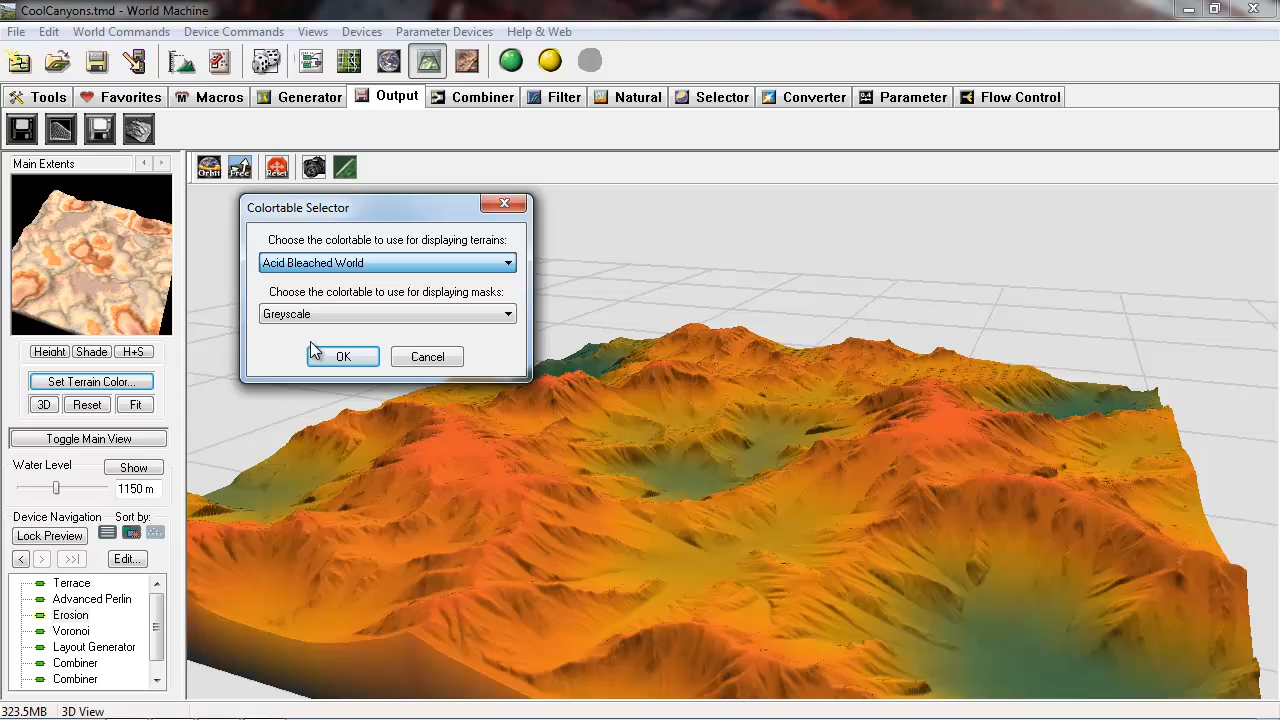 CoolCanyons.tmd - World Machine
File Edit World Commands Device Commands Views Devices Parameter Devices Help & Web
Tools Favorites Macros Generator Output Combiner Filter Natural Selector Converter Parameter Flow Control
Main Extents
Orbit Free Reset
Colortable Selector
Choose the colortable to use for displaying terrains:
Acid Bleached World
Choose the colortable to use for displaying masks:
Greyscale
OK Cancel
Height Shade H+S
Set Terrain Color...
3D Reset Fit
Toggle Main View
Water Level Show
1150 m
Device Navigation Sort by:
Lock Preview
< > >>| Edit...
Terrace
Advanced Perlin
Erosion
Voronoi
Layout Generator
Combiner
Combiner
323.5MB 3D View